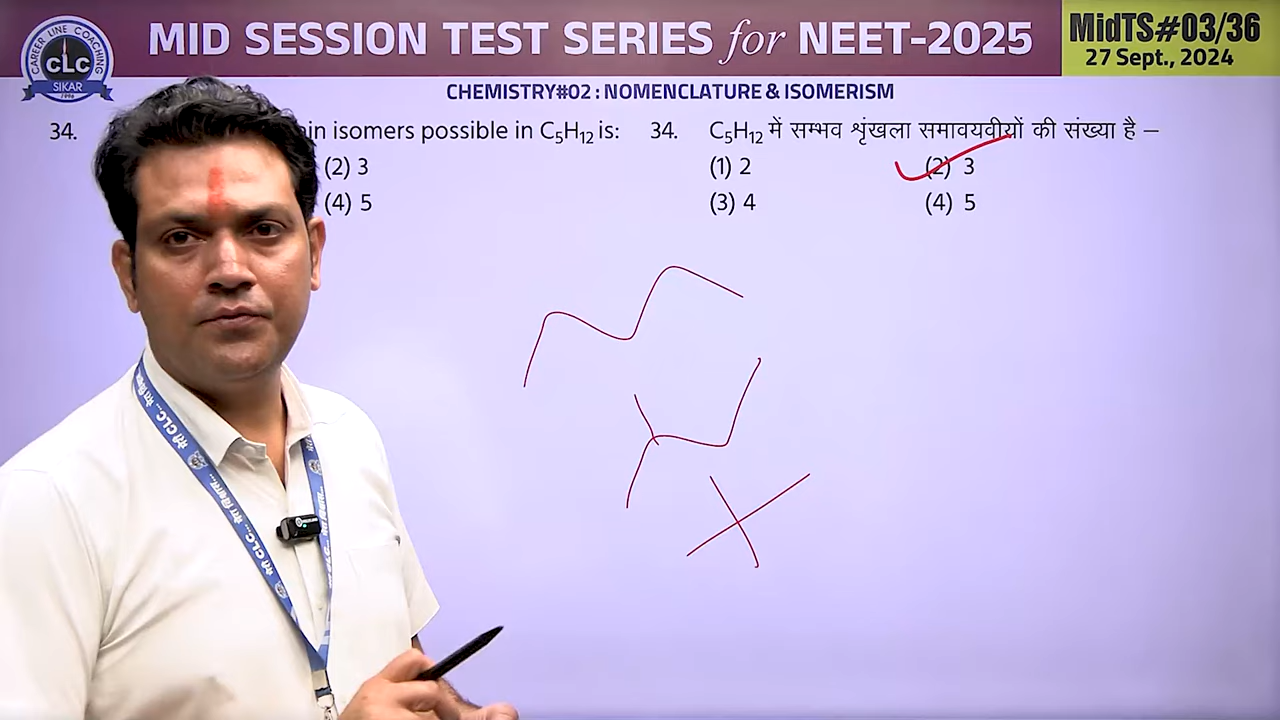 MID SESSION TEST SERIES for NEET-2025
MidTS#03/36
27 Sept., 2024
CAREER LINE COACHING
CLC
SIKAR
CHEMISTRY#02 : NOMENCLATURE & ISOMERISM
34.
isomers possible in C₅H₁₂ is:
(2) 3
(4) 5
34. C₅H₁₂ में सम्भव शृंखला समावयवीयों की संख्या है –
(1) 2
(2) 3
(3) 4
(4) 5